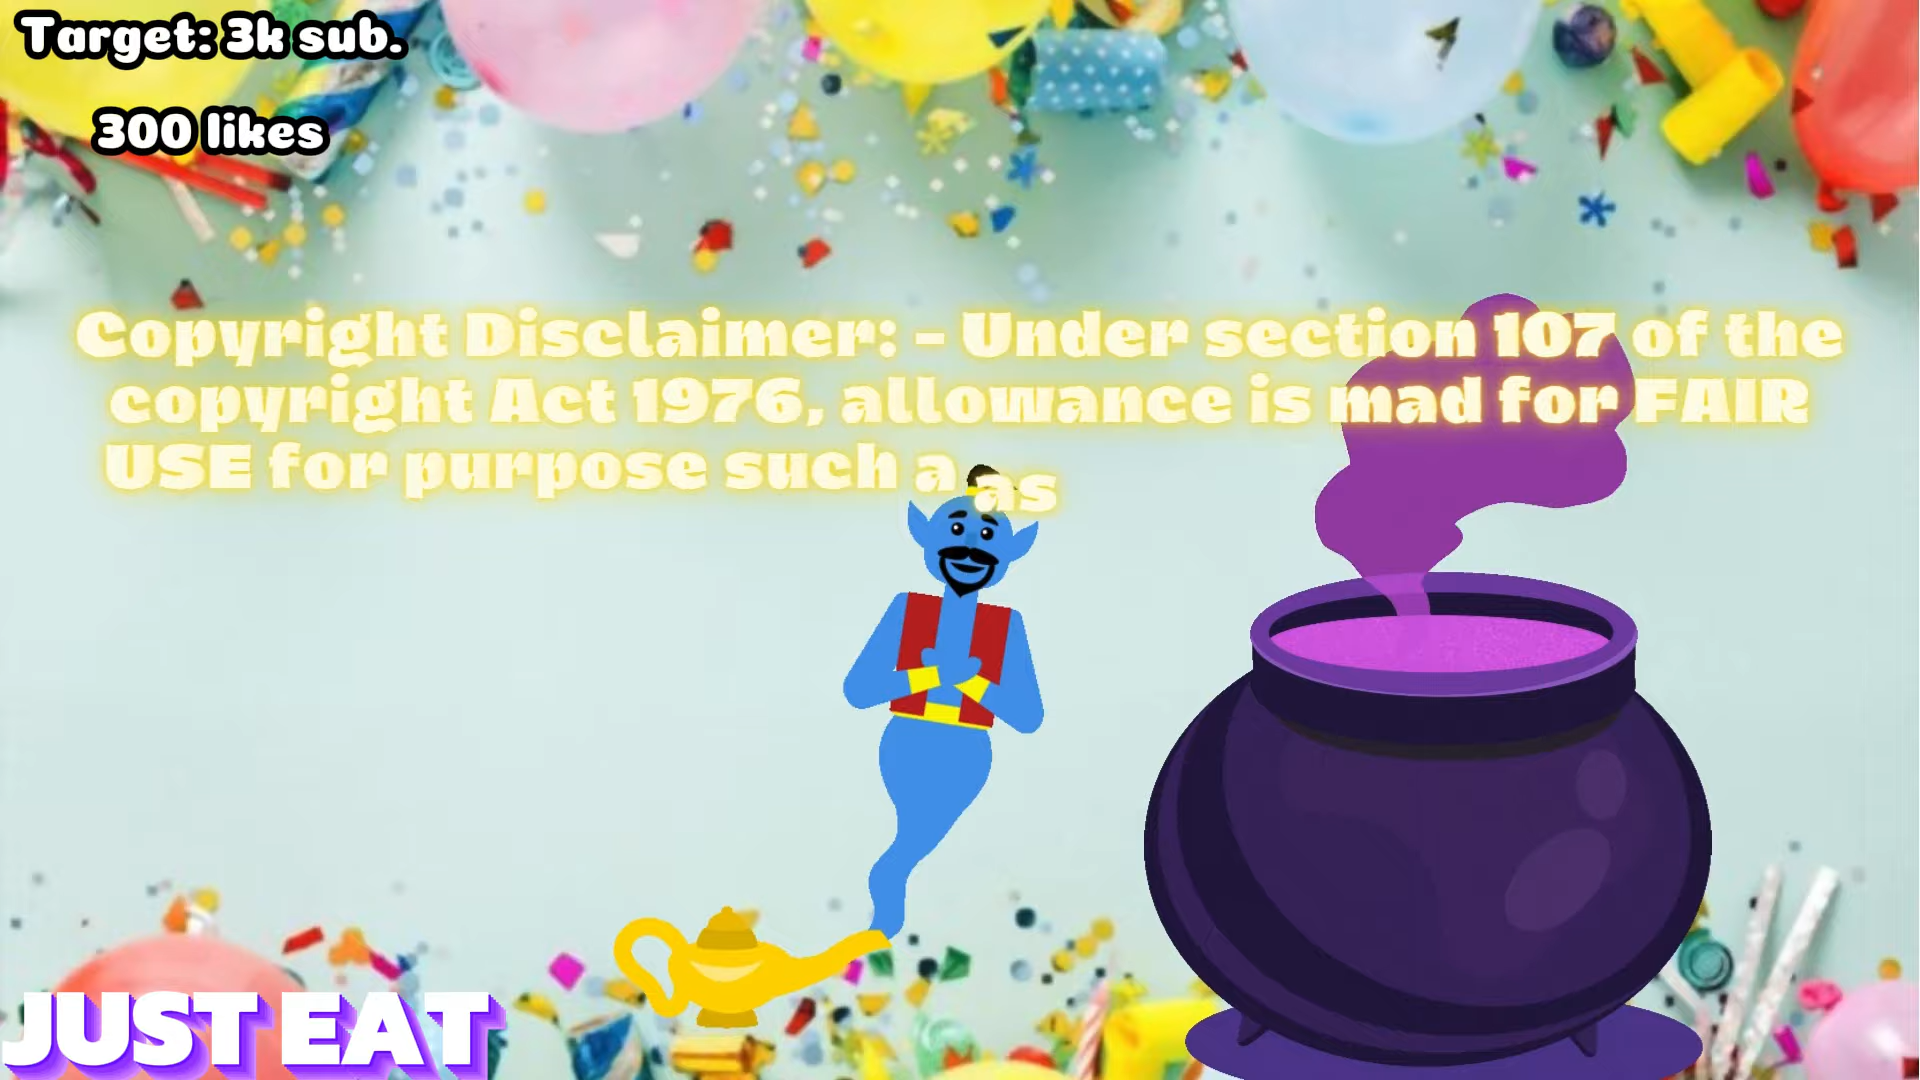 Target: 3k sub.
300 likes
Copyright Disclaimer: - Under section 107 of the
copyright Act 1976, allowance is mad for FAIR
USE for purpose such a as
JUST EAT